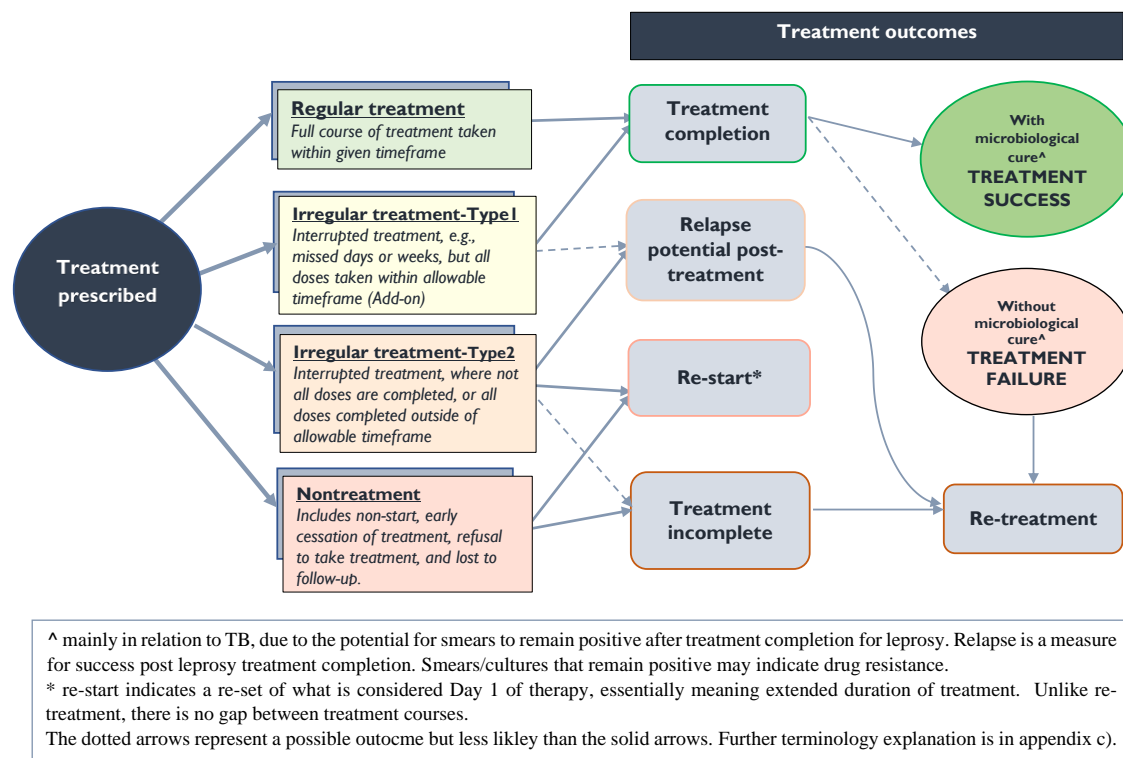 Treatment outcomes
Treatment
prescribed
Regular treatment
Full course of treatment taken
within given timeframe
Irregular treatment-Type1
Interrupted treatment, e.g.,
missed days or weeks, but all
doses taken within allowable
timeframe (Add-on)
Irregular treatment-Type2
Interrupted treatment, where not
all doses are completed, or all
doses completed outside of
allowable timeframe
Nontreatment
Includes non-start, early
cessation of treatment, refusal
to take treatment, and lost to
follow-up.
Treatment
completion
Relapse
potential post-
treatment
Re-start*
Treatment
incomplete
With
microbiological
cure^
TREATMENT
SUCCESS
Without
microbiological
cure^
TREATMENT
FAILURE
Re-treatment
^ mainly in relation to TB, due to the potential for smears to remain positive after treatment completion for leprosy. Relapse is a measure
for success post leprosy treatment completion. Smears/cultures that remain positive may indicate drug resistance.
* re-start indicates a re-set of what is considered Day 1 of therapy, essentially meaning extended duration of treatment. Unlike re-
treatment, there is no gap between treatment courses.
The dotted arrows represent a possible outocme but less likley than the solid arrows. Further terminology explanation is in appendix c).